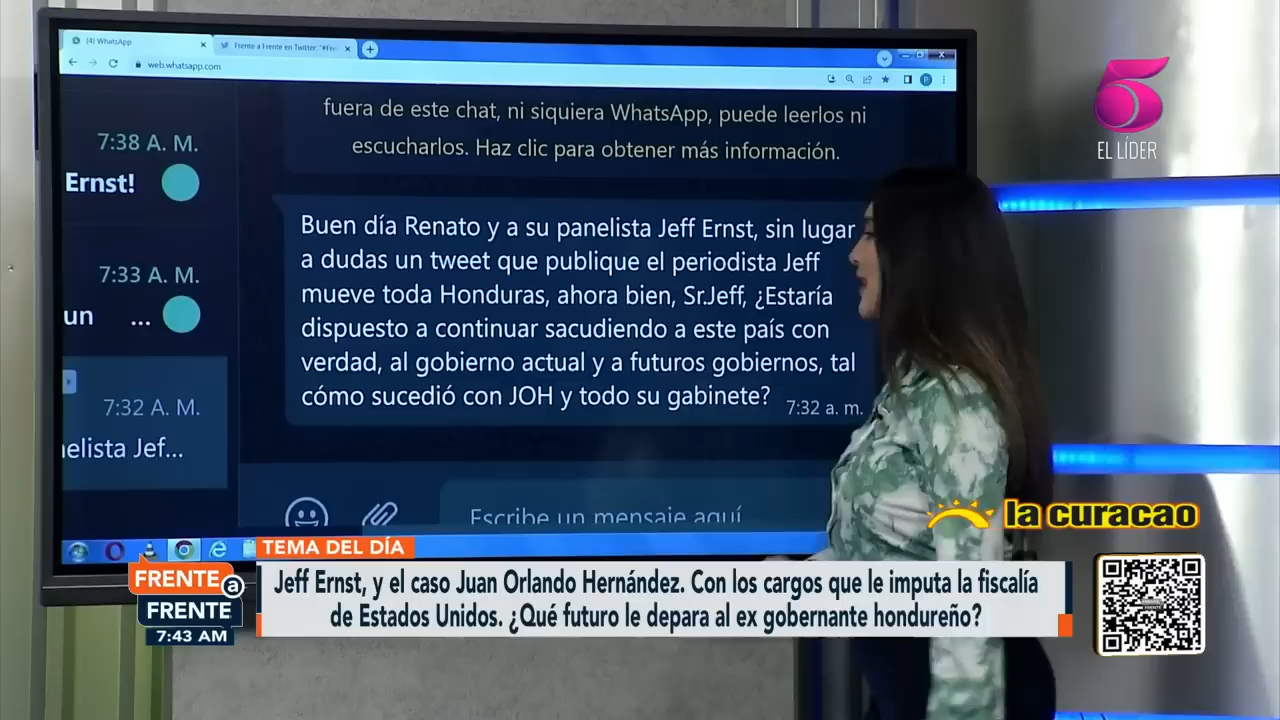 (4) WhatsApp
Frente a Frente en Twitter: "#Fre
web.whatsapp.com
7:38 A. M.
Ernst!
7:33 A. M.
un ...
7:32 A. M.
nelista Jef...
fuera de este chat, ni siquiera WhatsApp, puede leerlos ni
escucharlos. Haz clic para obtener más información.
Buen día Renato y a su panelista Jeff Ernst, sin lugar
a dudas un tweet que publique el periodista Jeff
mueve toda Honduras, ahora bien, Sr.Jeff, ¿Estaría
dispuesto a continuar sacudiendo a este país con
verdad, al gobierno actual y a futuros gobiernos, tal
cómo sucedió con JOH y todo su gabinete?
7:32 a. m.
Escribe un mensaje aquí
5
EL LÍDER
la curacao
TEMA DEL DÍA
FRENTE a
FRENTE
7:43 AM
Jeff Ernst, y el caso Juan Orlando Hernández. Con los cargos que le imputa la fiscalía
de Estados Unidos. ¿Qué futuro le depara al ex gobernante hondureño?